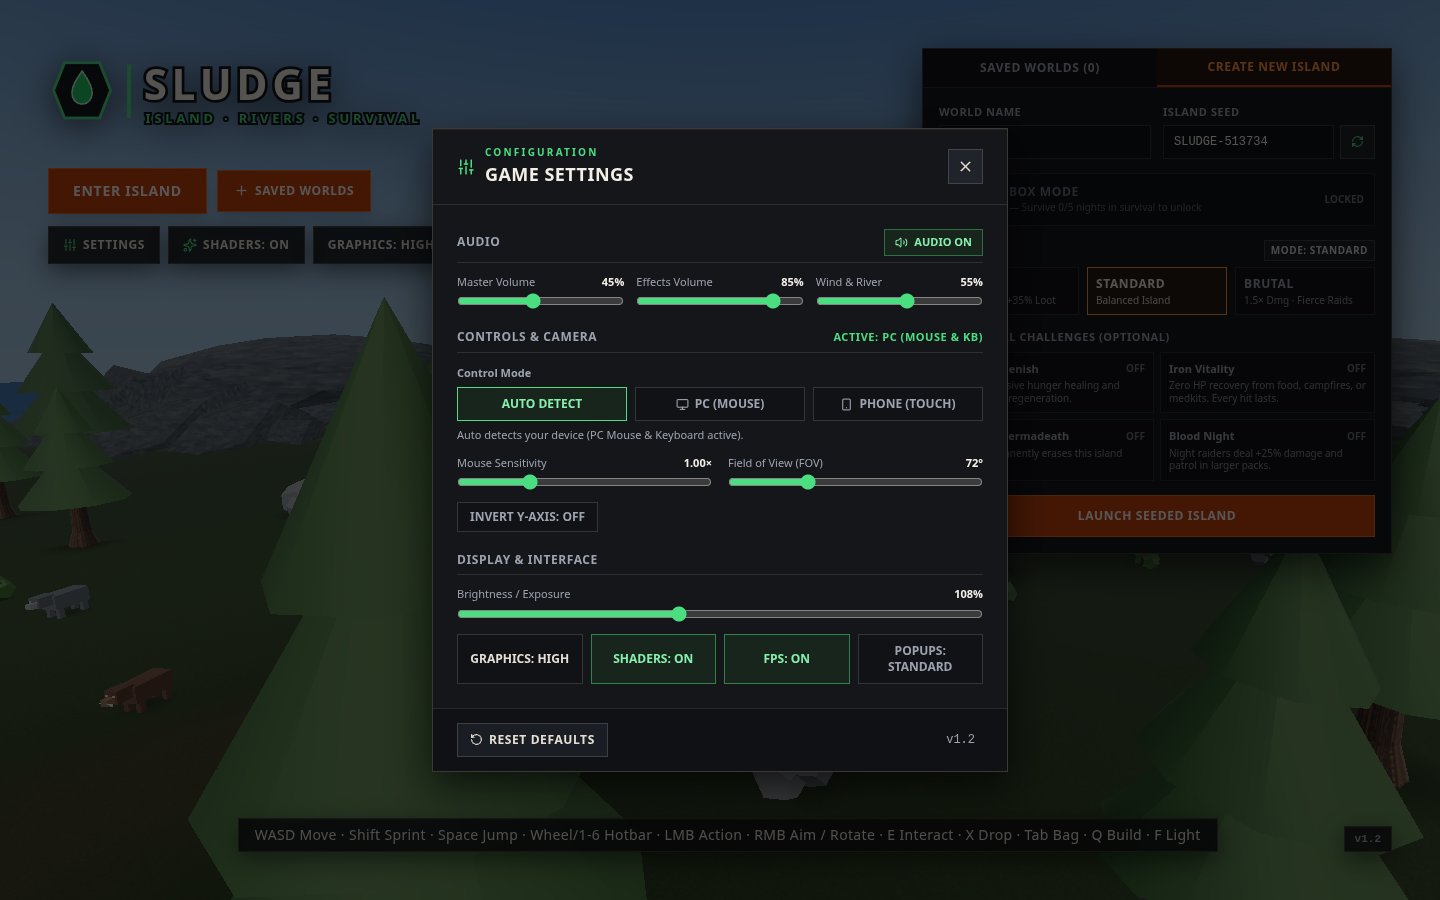 SLUDGE
ISLAND · RIVERS · SURVIVAL
ENTER ISLAND
+ SAVED WORLDS
SETTINGS
SHADERS: ON
GRAPHICS: HIGH
SAVED WORLDS (0)
CREATE NEW ISLAND
WORLD NAME
ISLAND SEED
SLUDGE-513734
BOX MODE
— Survive 0/5 nights in survival to unlock
LOCKED
MODE: STANDARD
+35% Loot
STANDARD
Balanced Island
BRUTAL
1.5× Dmg · Fierce Raids
CHALLENGES (OPTIONAL)
OFF
hunger healing and
regeneration.
Iron Vitality
OFF
Zero HP recovery from food, campfires, or
medkits. Every hit lasts.
OFF
erases this island
Blood Night
OFF
Night raiders deal +25% damage and
patrol in larger packs.
LAUNCH SEEDED ISLAND
CONFIGURATION
GAME SETTINGS
AUDIO
AUDIO ON
Master Volume
45%
Effects Volume
85%
Wind & River
55%
CONTROLS & CAMERA
ACTIVE: PC (MOUSE & KB)
Control Mode
AUTO DETECT
PC (MOUSE)
PHONE (TOUCH)
Auto detects your device (PC Mouse & Keyboard active).
Mouse Sensitivity
1.00×
Field of View (FOV)
72°
INVERT Y-AXIS: OFF
DISPLAY & INTERFACE
Brightness / Exposure
108%
GRAPHICS: HIGH
SHADERS: ON
FPS: ON
POPUPS:
STANDARD
RESET DEFAULTS
v1.2
WASD Move · Shift Sprint · Space Jump · Wheel/1-6 Hotbar · LMB Action · RMB Aim / Rotate · E Interact · X Drop · Tab Bag · Q Build · F Light
v1.2